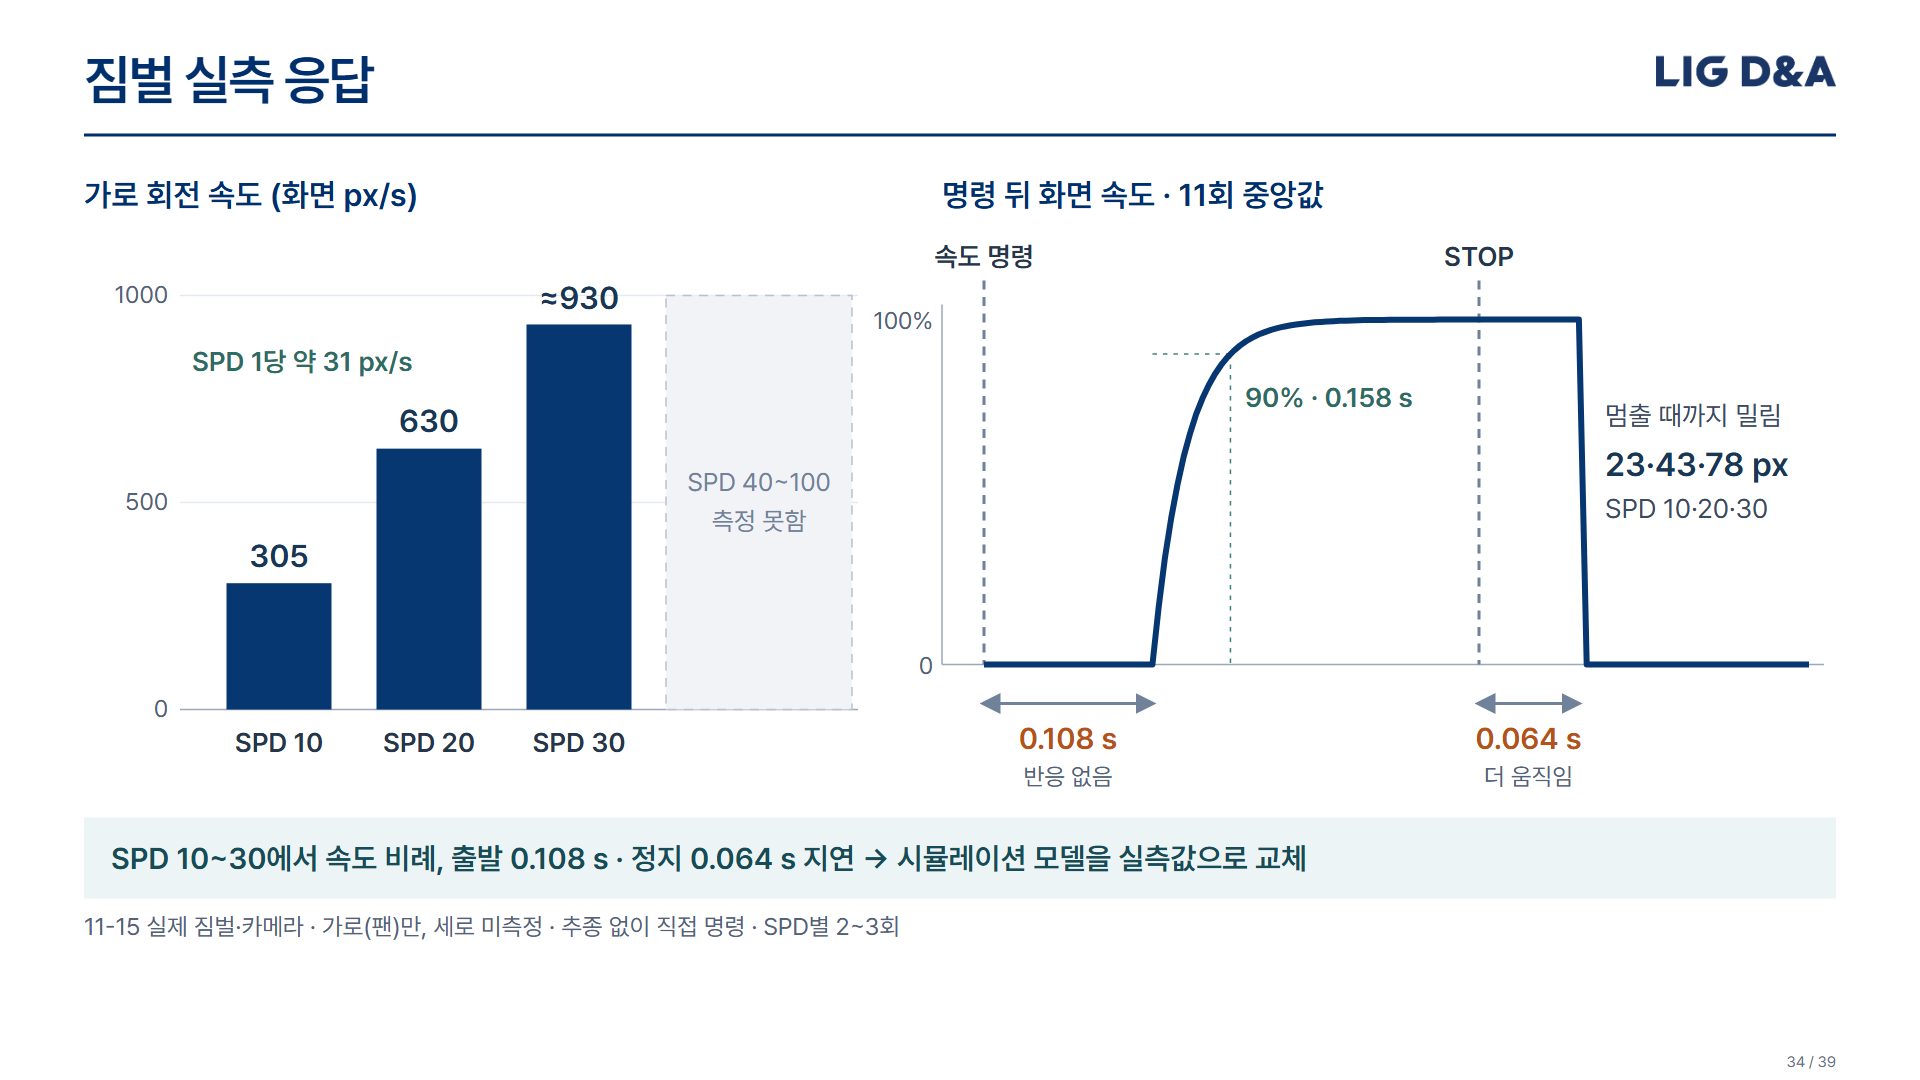 짐벌 실측 응답
LIG D&A
가로 회전 속도 (화면 px/s)
1000
500
0
SPD 1당 약 31 px/s
305
630
≈930
SPD 40~100
측정 못함
SPD 10
SPD 20
SPD 30
명령 뒤 화면 속도 · 11회 중앙값
속도 명령
STOP
100%
0
90% · 0.158 s
멈출 때까지 밀림
23·43·78 px
SPD 10·20·30
0.108 s
반응 없음
0.064 s
더 움직임
SPD 10~30에서 속도 비례, 출발 0.108 s · 정지 0.064 s 지연 → 시뮬레이션 모델을 실측값으로 교체
11-15 실제 짐벌·카메라 · 가로(팬)만, 세로 미측정 · 추종 없이 직접 명령 · SPD별 2~3회
34 / 39